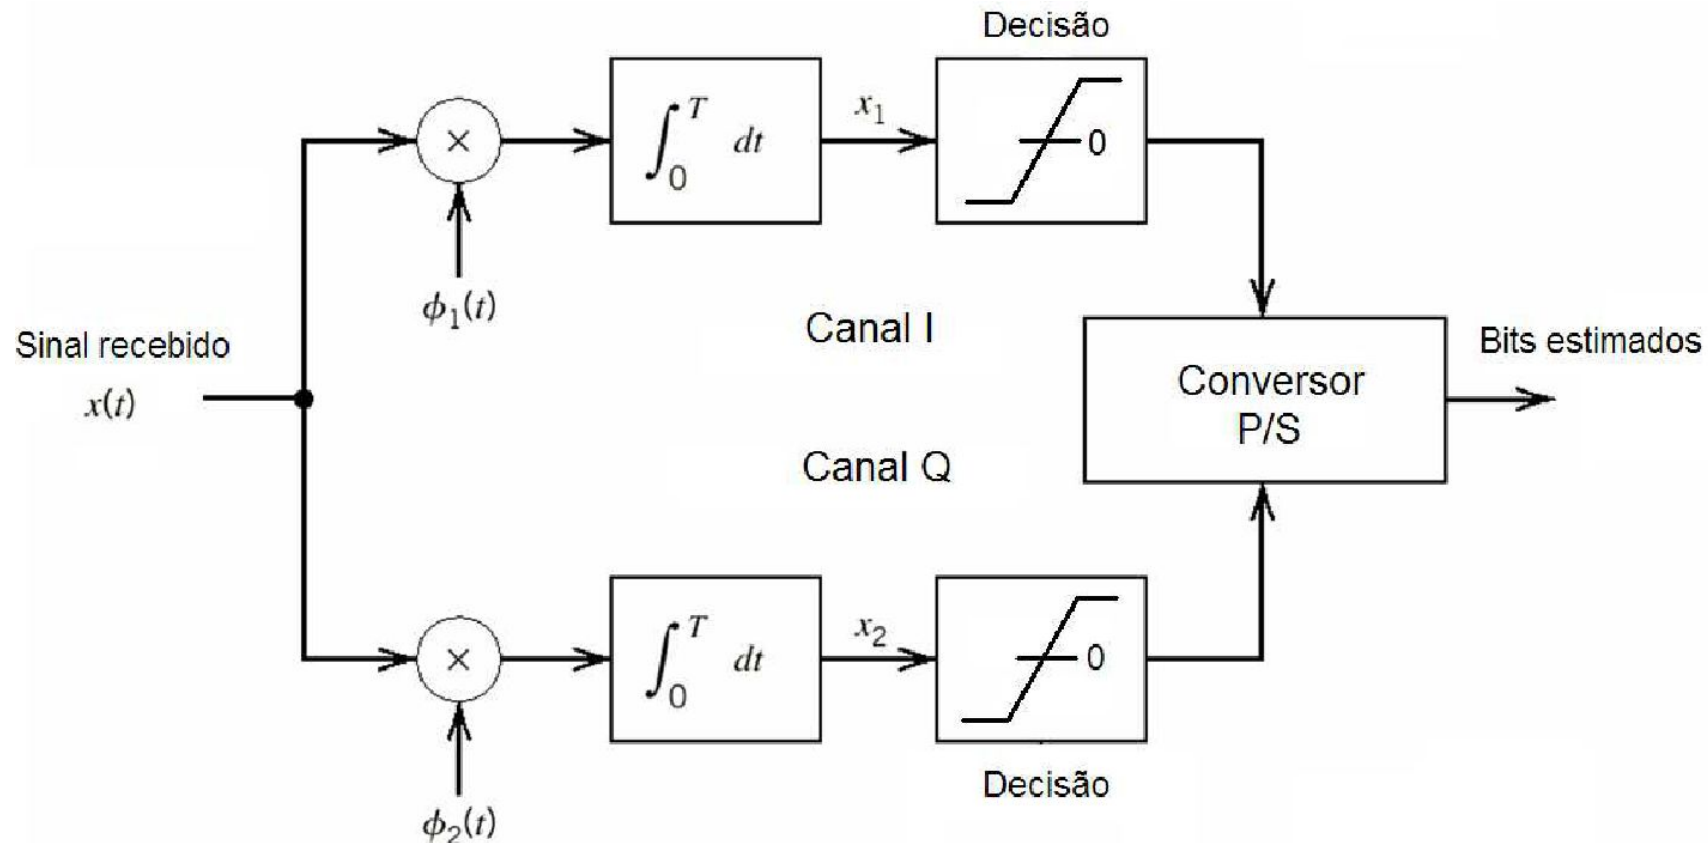 Decisão
∫₀ᵀ dt
x₁
0
ϕ₁(t)
Canal I
Sinal recebido
x(t)
Conversor
P/S
Bits estimados
Canal Q
∫₀ᵀ dt
x₂
0
ϕ₂(t)
Decisão